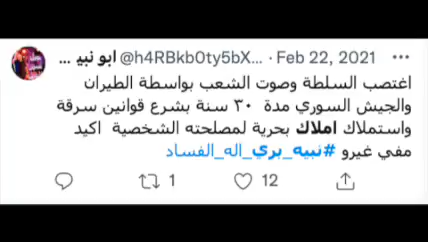 ابو نبيـ ... @h4RBkb0ty5bX... · Feb 22, 2021
اغتصب السلطة وصوت الشعب بواسطة الطيران
والجيش السوري مدة ٣٠ سنة بشرع قوانين سرقة
واستملاك املاك بحرية لمصلحته الشخصية اكيد
مفي غيرو #نبيه_بري_اله_الفساد
1 12